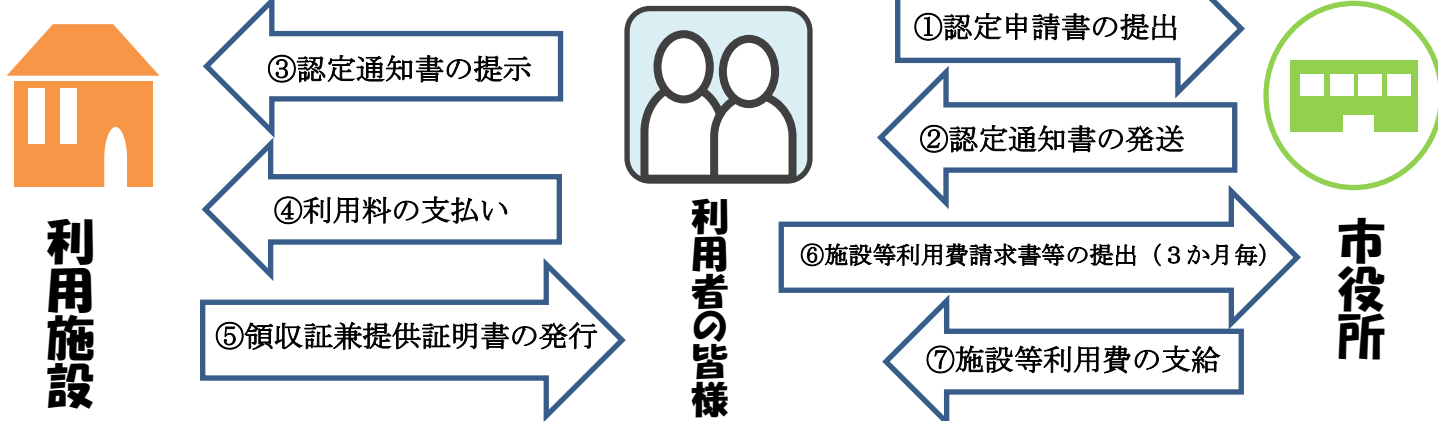 ①認定申請書の提出
③認定通知書の提示
②認定通知書の発送
④利用料の支払い
⑥施設等利用費請求書等の提出（３か月毎）
⑤領収証兼提供証明書の発行
⑦施設等利用費の支給
利用施設
利用者の皆様
市役所